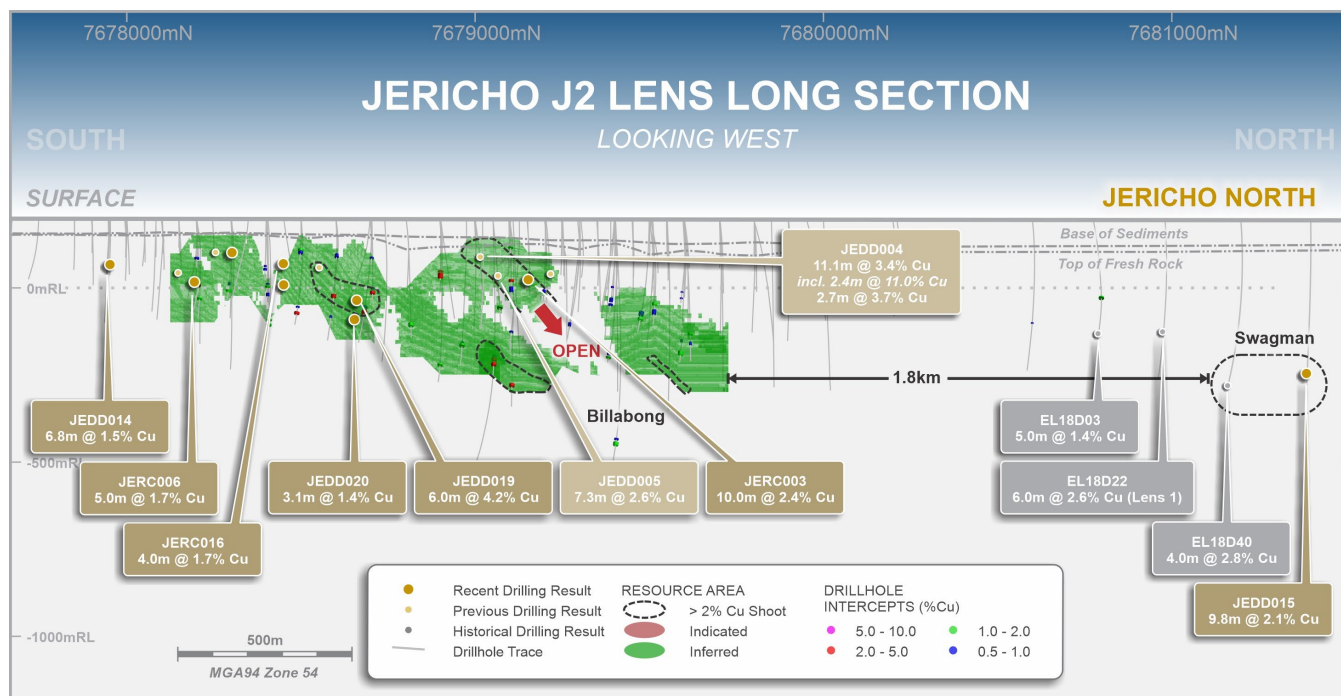 7678000mN
7679000mN
7680000mN
7681000mN
JERICHO J2 LENS LONG SECTION
LOOKING WEST
SOUTH
NORTH
SURFACE
JERICHO NORTH
Base of Sediments
Top of Fresh Rock
0mRL
JEDD004
11.1m @ 3.4% Cu
incl. 2.4m @ 11.0% Cu
2.7m @ 3.7% Cu
OPEN
Swagman
1.8km
Billabong
JEDD014
6.8m @ 1.5% Cu
EL18D03
5.0m @ 1.4% Cu
-500mRL
JERC006
5.0m @ 1.7% Cu
JEDD020
3.1m @ 1.4% Cu
JEDD019
6.0m @ 4.2% Cu
JEDD005
7.3m @ 2.6% Cu
JERC003
10.0m @ 2.4% Cu
EL18D22
6.0m @ 2.6% Cu (Lens 1)
JERC016
4.0m @ 1.7% Cu
EL18D40
4.0m @ 2.8% Cu
JEDD015
9.8m @ 2.1% Cu
-1000mRL
500m
MGA94 Zone 54
Recent Drilling Result
Previous Drilling Result
Historical Drilling Result
Drillhole Trace
RESOURCE AREA
> 2% Cu Shoot
Indicated
Inferred
DRILLHOLE
INTERCEPTS (%Cu)
5.0 - 10.0
2.0 - 5.0
1.0 - 2.0
0.5 - 1.0